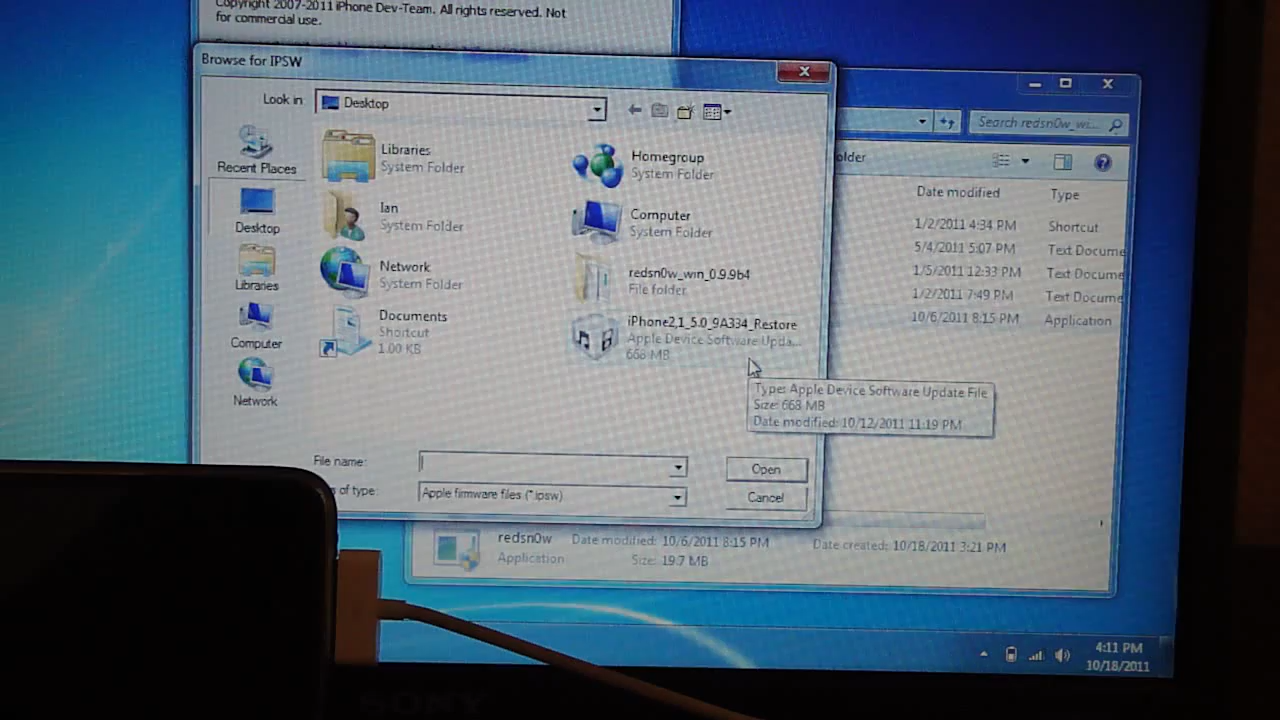 Copyright 2007-2011 iPhone Dev-Team. All rights reserved. Not
for commercial use.
Browse for IPSW
Look in:
Desktop
Recent Places
Desktop
Libraries
Computer
Network
Libraries
System Folder
Homegroup
System Folder
Ian
System Folder
Computer
System Folder
Network
System Folder
redsn0w_win_0.9.9b4
File folder
Documents
Shortcut
1.00 KB
iPhone2,1_5.0_9A334_Restore
Apple Device Software Upda...
668 MB
Type: Apple Device Software Update File
Size: 668 MB
Date modified: 10/12/2011 11:19 PM
File name:
Open
of type:
Apple firmware files (*.ipsw)
Cancel
Search redsn0w_wi...
older
Date modified
Type
1/2/2011 4:34 PM
Shortcut
5/4/2011 5:07 PM
Text Docume
1/5/2011 12:33 PM
Text Docume
1/2/2011 7:49 PM
Text Docume
10/6/2011 8:15 PM
Application
redsn0w
Date modified: 10/6/2011 8:15 PM
Date created: 10/18/2011 3:21 PM
Application
Size: 19.7 MB
4:11 PM
10/18/2011
SONY